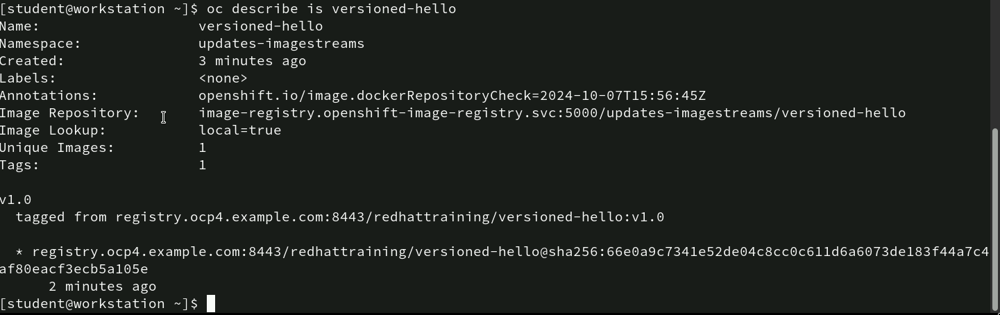 [student@workstation ~]$ oc describe is versioned-hello
Name:                   versioned-hello
Namespace:              updates-imagestreams
Created:                3 minutes ago
Labels:                 <none>
Annotations:            openshift.io/image.dockerRepositoryCheck=2024-10-07T15:56:45Z
Image Repository:       image-registry.openshift-image-registry.svc:5000/updates-imagestreams/versioned-hello
Image Lookup:           local=true
Unique Images:          1
Tags:                   1
v1.0
  tagged from registry.ocp4.example.com:8443/redhattraining/versioned-hello:v1.0
  * registry.ocp4.example.com:8443/redhattraining/versioned-hello@sha256:66e0a9c7341e52de04c8cc0c611d6a6073de183f44a7c4
af80eacf3ecb5a105e
      2 minutes ago
[student@workstation ~]$